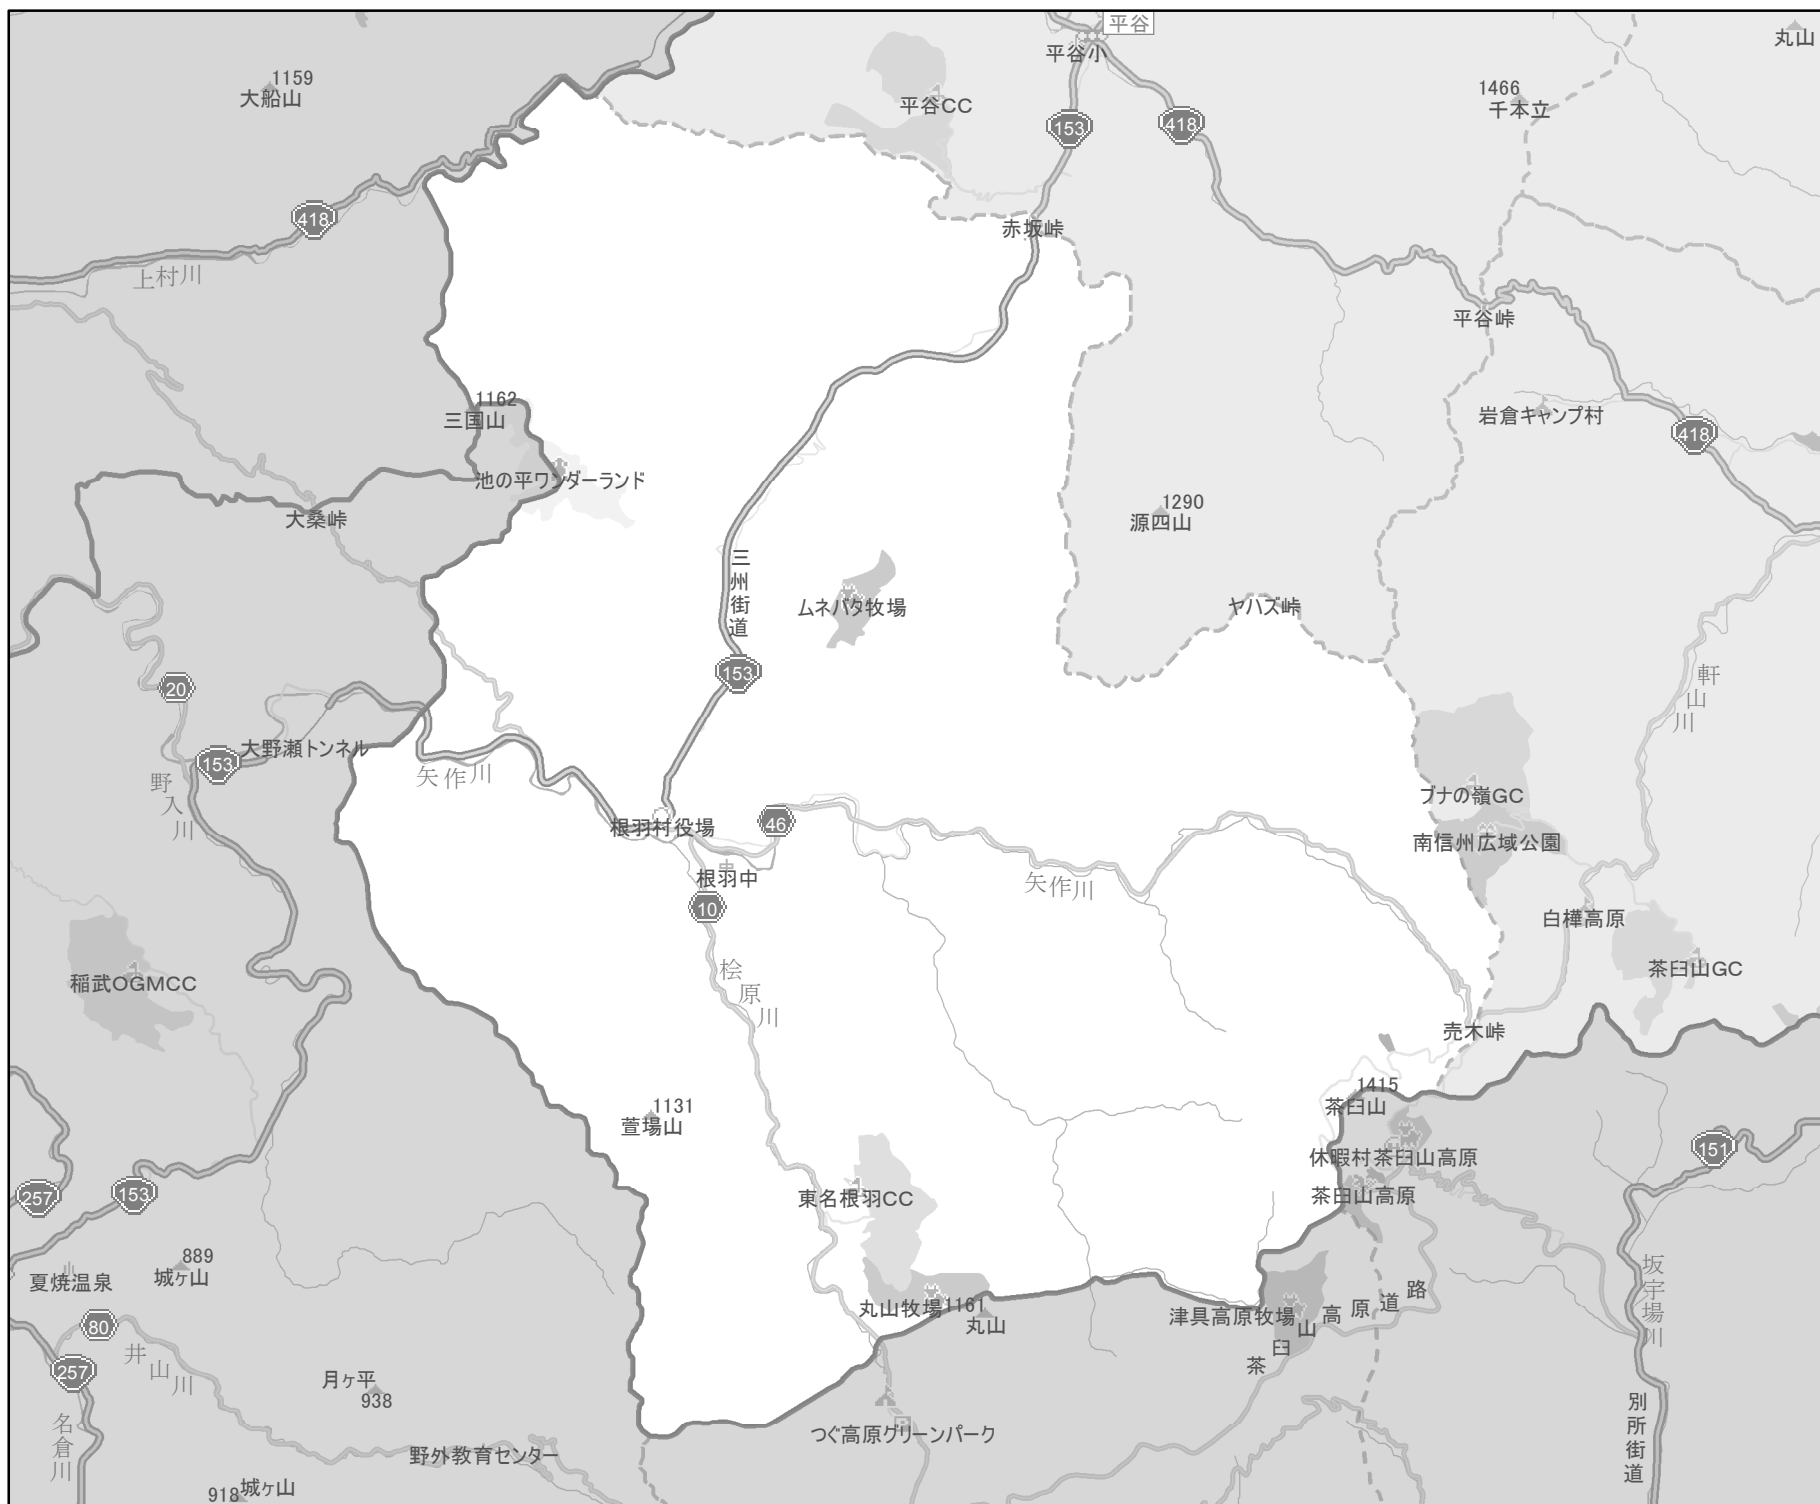 平谷
平谷小
丸山
1159
大船山
平谷CC
1466
千本立
153
418
418
赤坂峠
上村川
平谷峠
1162
三国山
岩倉キャンプ村
418
池の平ワンダーランド
大桑峠
1290
源四山
三州街道
ムネバタ牧場
ヤハズ峠
153
20
軒山川
大野瀬トンネル
153
矢作川
野入川
ブナの嶺GC
根羽村役場
46
南信州広域公園
根羽中
矢作川
10
白樺高原
稲武OGMCC
桧原川
茶臼山GC
売木峠
1415
茶臼山
1131
萱場山
151
休暇村茶臼山高原
257
153
東名根羽CC
茶臼山高原
889
城ヶ山
夏焼温泉
坂宇場川
丸山牧場
1161
丸山
津具高原牧場
茶臼山高原道路
80
井山川
257
月ヶ平
938
名倉川
つぐ高原グリーンパーク
P
別所街道
野外教育センター
918
城ヶ山